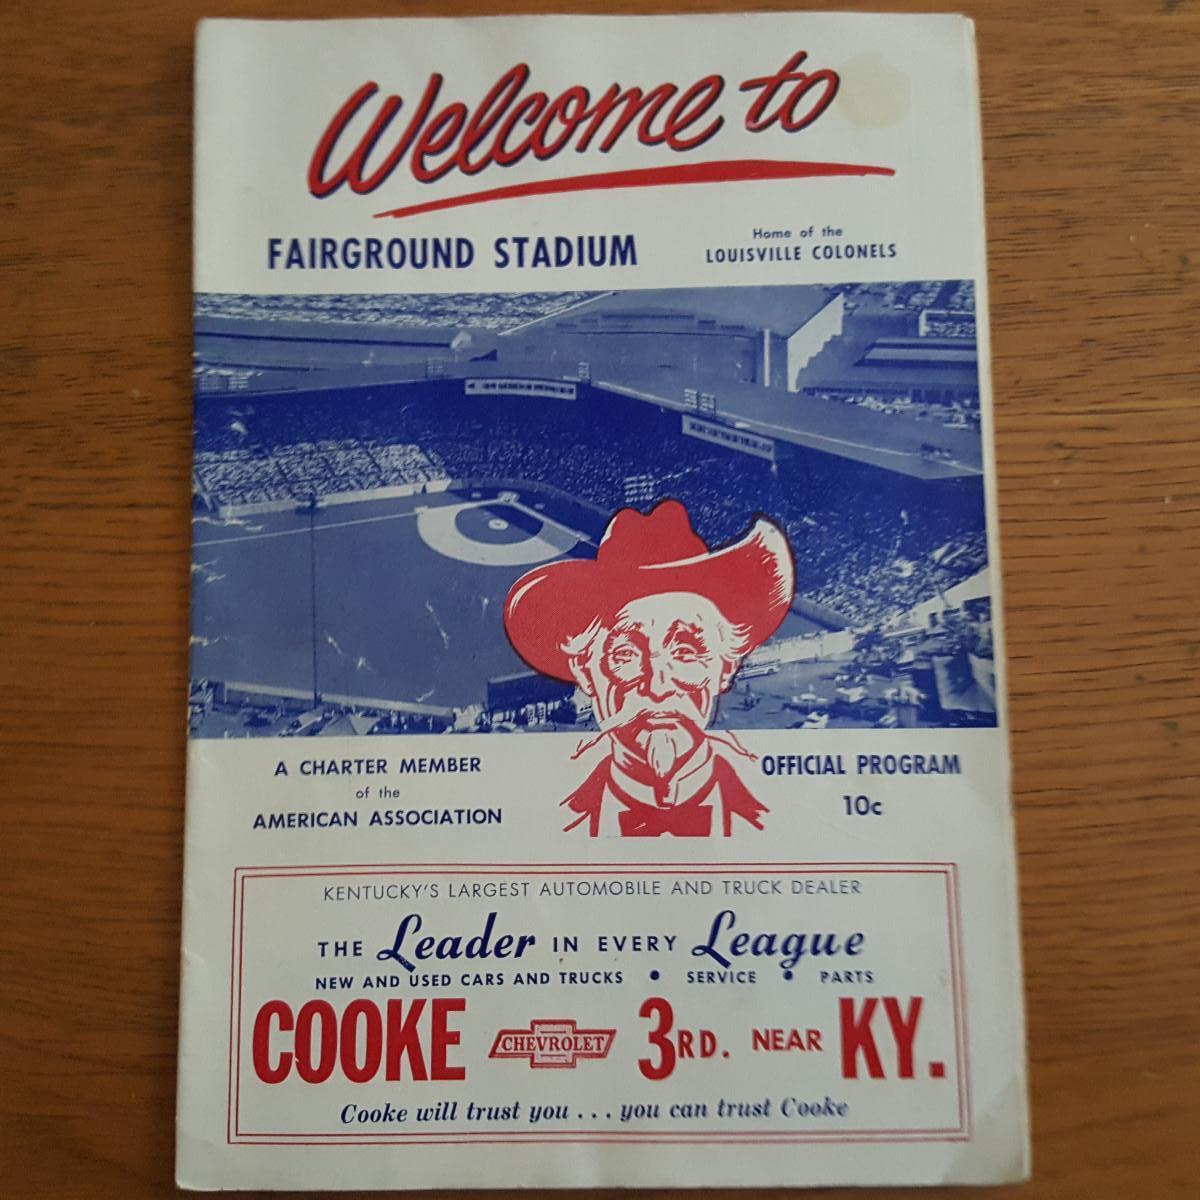 Welcome to
FAIRGROUND STADIUM
Home of the
LOUISVILLE COLONELS
A CHARTER MEMBER
of the
AMERICAN ASSOCIATION
OFFICIAL PROGRAM
10c
KENTUCKY'S LARGEST AUTOMOBILE AND TRUCK DEALER
THE Leader IN EVERY League
NEW AND USED CARS AND TRUCKS • SERVICE • PARTS
COOKE CHEVROLET 3RD. NEAR KY.
Cooke will trust you . . . you can trust Cooke